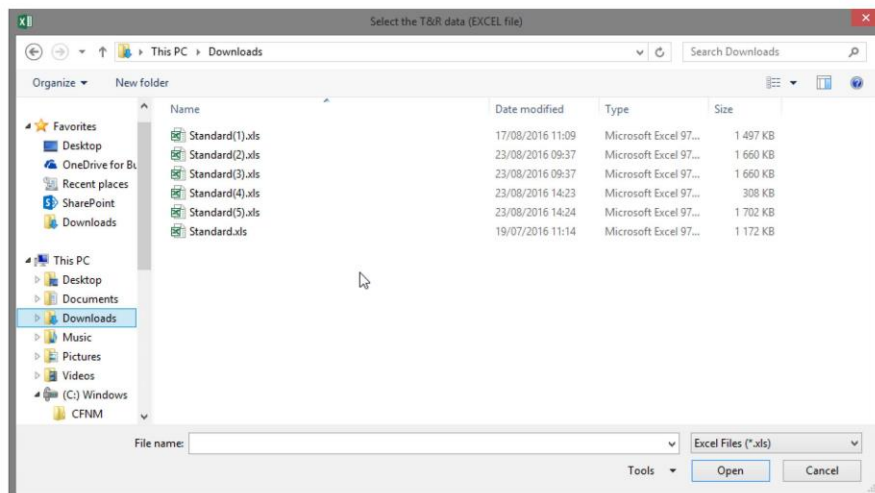 Select the T&R data (EXCEL file)
This PC Downloads Search Downloads
Organize New folder
Name Date modified Type Size
Favorites
Desktop
OneDrive for Bu
Recent places
SharePoint
Downloads
This PC
Desktop
Documents
Downloads
Music
Pictures
Videos
(C:) Windows
CFNM
Standard(1).xls 17/08/2016 11:09 Microsoft Excel 97... 1 497 KB
Standard(2).xls 23/08/2016 09:37 Microsoft Excel 97... 1 660 KB
Standard(3).xls 23/08/2016 09:37 Microsoft Excel 97... 1 660 KB
Standard(4).xls 23/08/2016 14:23 Microsoft Excel 97... 308 KB
Standard(5).xls 23/08/2016 14:24 Microsoft Excel 97... 1 702 KB
Standard.xls 19/07/2016 11:14 Microsoft Excel 97... 1 172 KB
File name: Excel Files (*.xls)
Tools Open Cancel